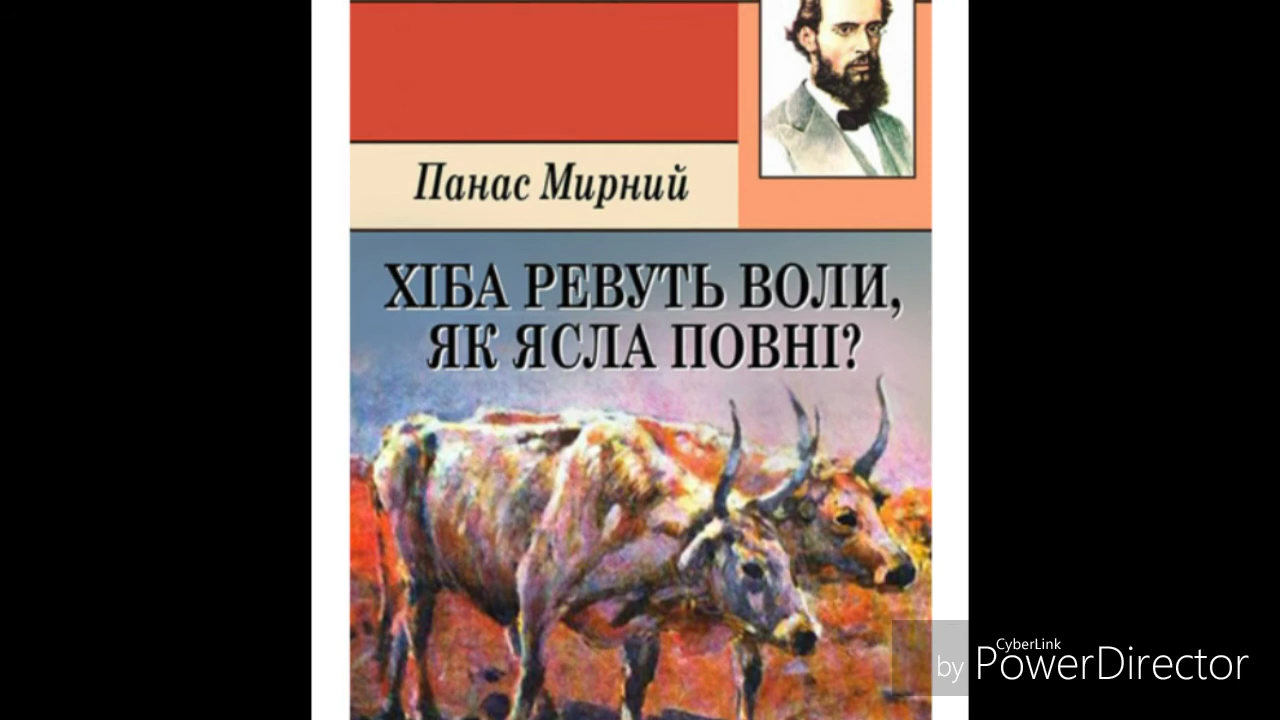 Панас Мирний
ХІБА РЕВУТЬ ВОЛИ,
ЯК ЯСЛА ПОВНІ?
CyberLink
by PowerDirector